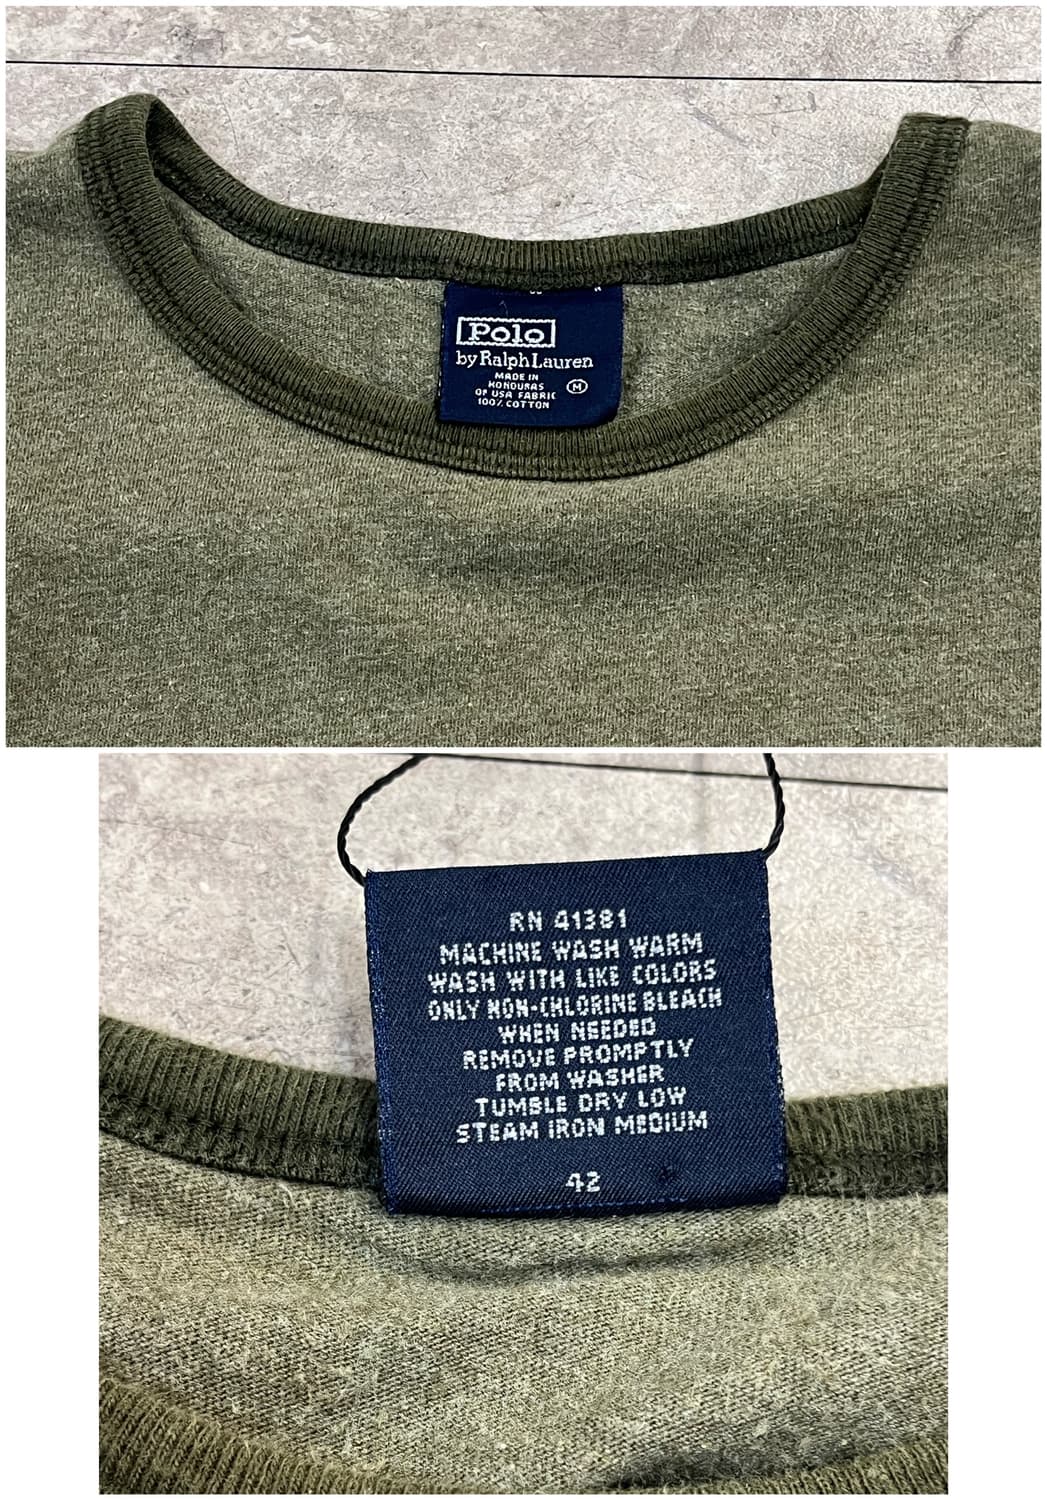 Polo
by Ralph Lauren
MADE IN
HONDURAS
OF USA FABRIC
100% COTTON
M
RN 41381
MACHINE WASH WARM
WASH WITH LIKE COLORS
ONLY NON-CHLORINE BLEACH
WHEN NEEDED
REMOVE PROMPTLY
FROM WASHER
TUMBLE DRY LOW
STEAM IRON MEDIUM
42